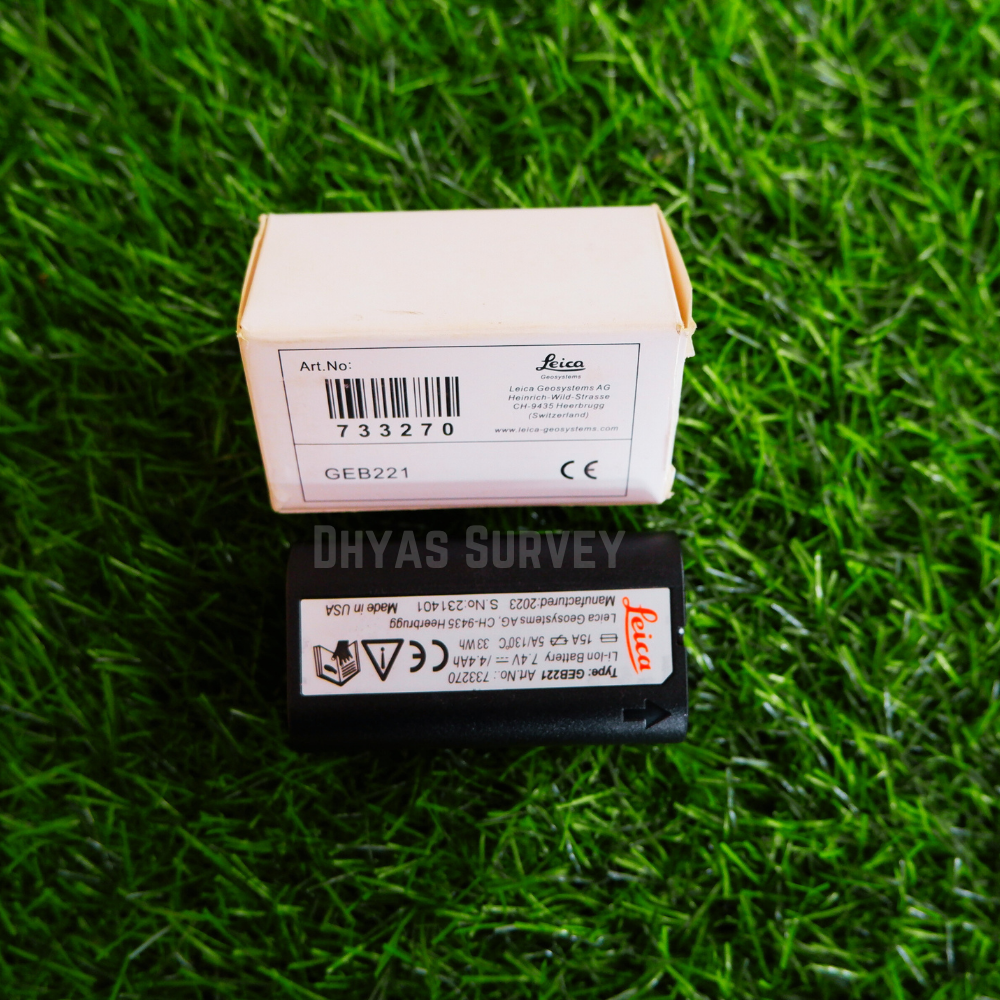 Art.No:
733270
GEB221
Leica
Geosystems
Leica Geosystems AG
Heinrich-Wild-Strasse
CH-9435 Heerbrugg
(Switzerland)
www.leica-geosystems.com
CE
DHYAS SURVEY
Leica
Type: GEB221 Art.No.: 733270
Li-Ion Battery 7.4V /4.4Ah
15A 5A/130°C 33Wh
Leica Geosystems AG, CH-9435 Heerbrugg
Manufactured:2023 S.No:231401 Made in USA
CE